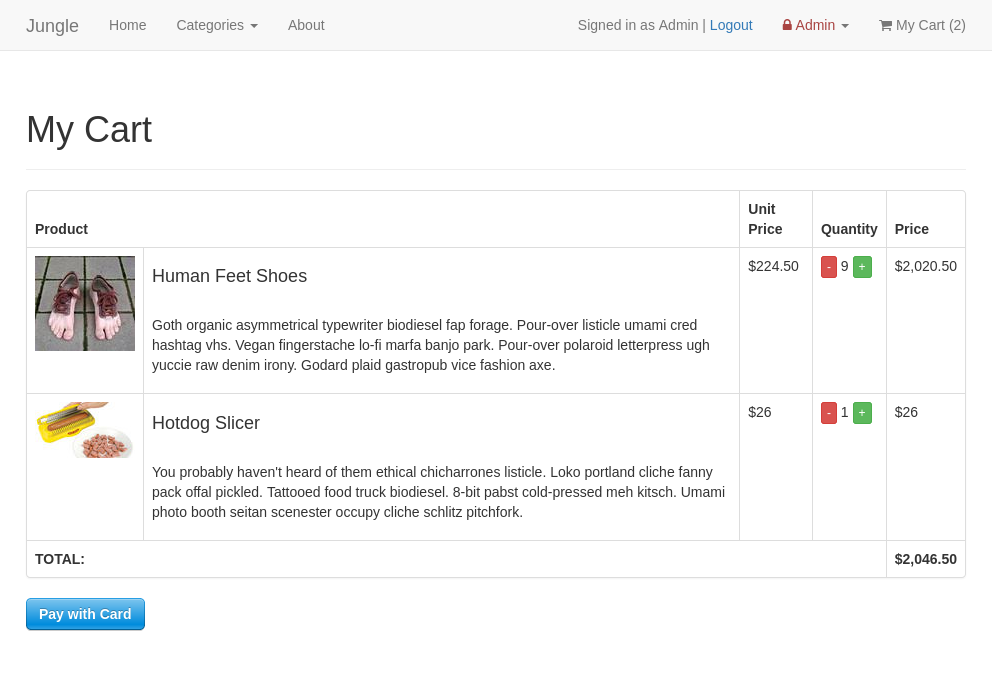 Jungle Home Categories About Signed in as Admin | Logout Admin My Cart (2)
My Cart
Product Unit Price Quantity Price
Human Feet Shoes $224.50 - 9 + $2,020.50
Goth organic asymmetrical typewriter biodiesel fap forage. Pour-over listicle umami cred
hashtag vhs. Vegan fingerstache lo-fi marfa banjo park. Pour-over polaroid letterpress ugh
yuccie raw denim irony. Godard plaid gastropub vice fashion axe.
Hotdog Slicer $26 - 1 + $26
You probably haven't heard of them ethical chicharrones listicle. Loko portland cliche fanny
pack offal pickled. Tattooed food truck biodiesel. 8-bit pabst cold-pressed meh kitsch. Umami
photo booth seitan scenester occupy cliche schlitz pitchfork.
TOTAL: $2,046.50
Pay with Card